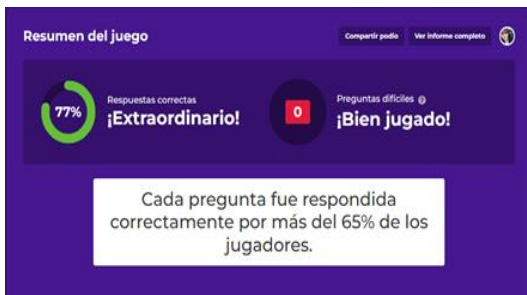 Resumen del juego
Compartir podio
Ver informe completo
77%
Respuestas correctas
¡Extraordinario!
0
Preguntas difíciles
¡Bien jugado!
Cada pregunta fue respondida
correctamente por más del 65% de los
jugadores.